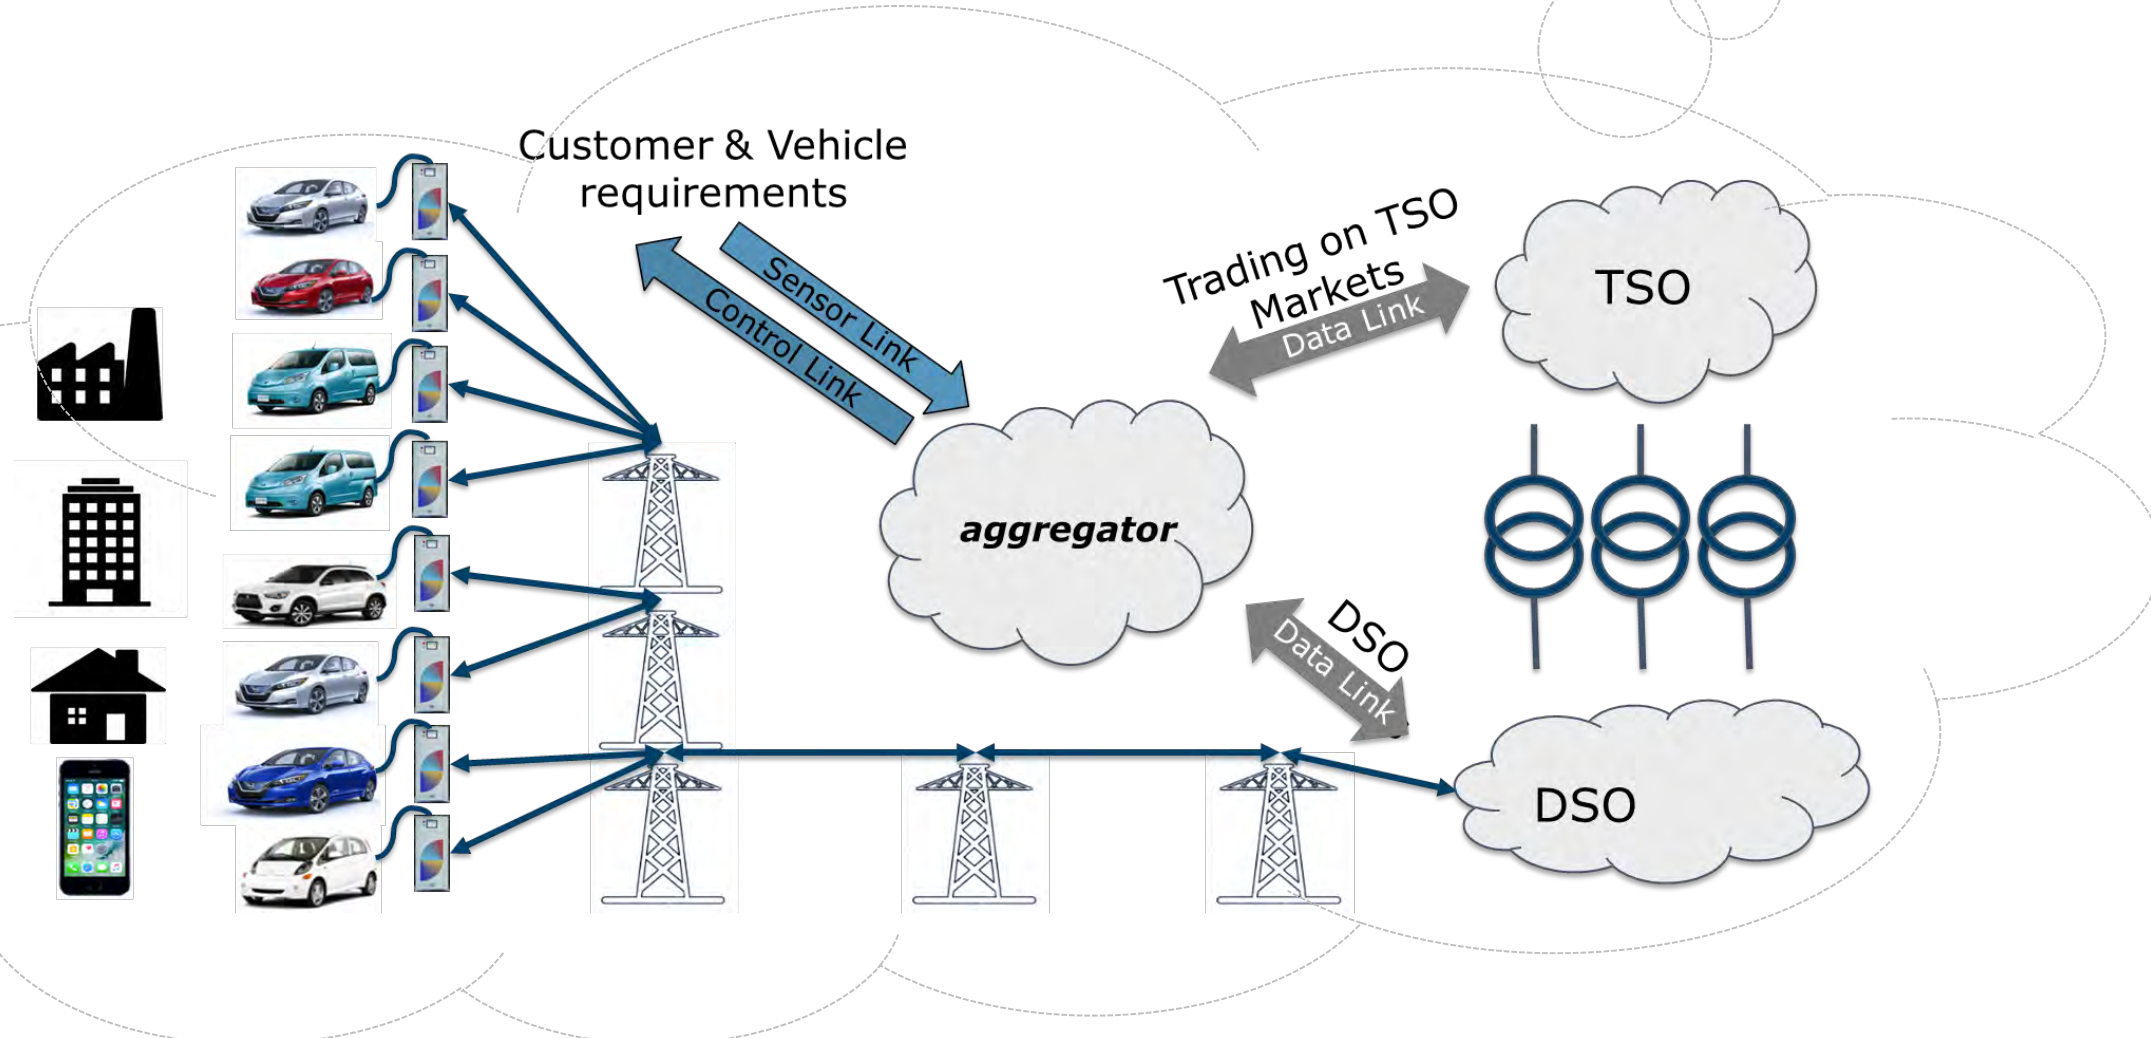 Customer & Vehicle
requirements
Sensor Link
Control Link
Trading on TSO
Markets
Data Link
TSO
aggregator
DSO
Data Link
DSO